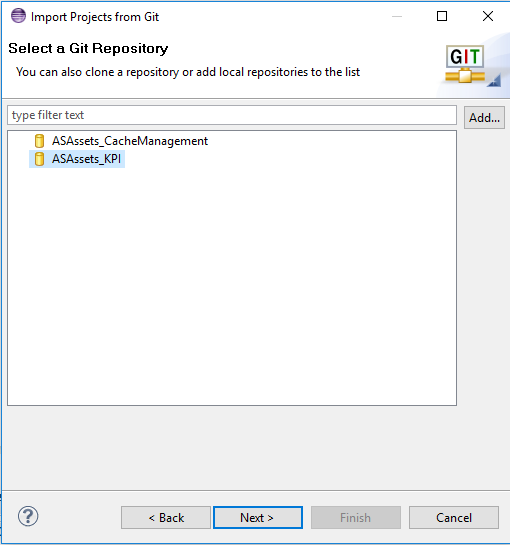 Import Projects from Git
Select a Git Repository
You can also clone a repository or add local repositories to the list
GIT
type filter text
Add...
ASAssets_CacheManagement
ASAssets_KPI
?
< Back
Next >
Finish
Cancel